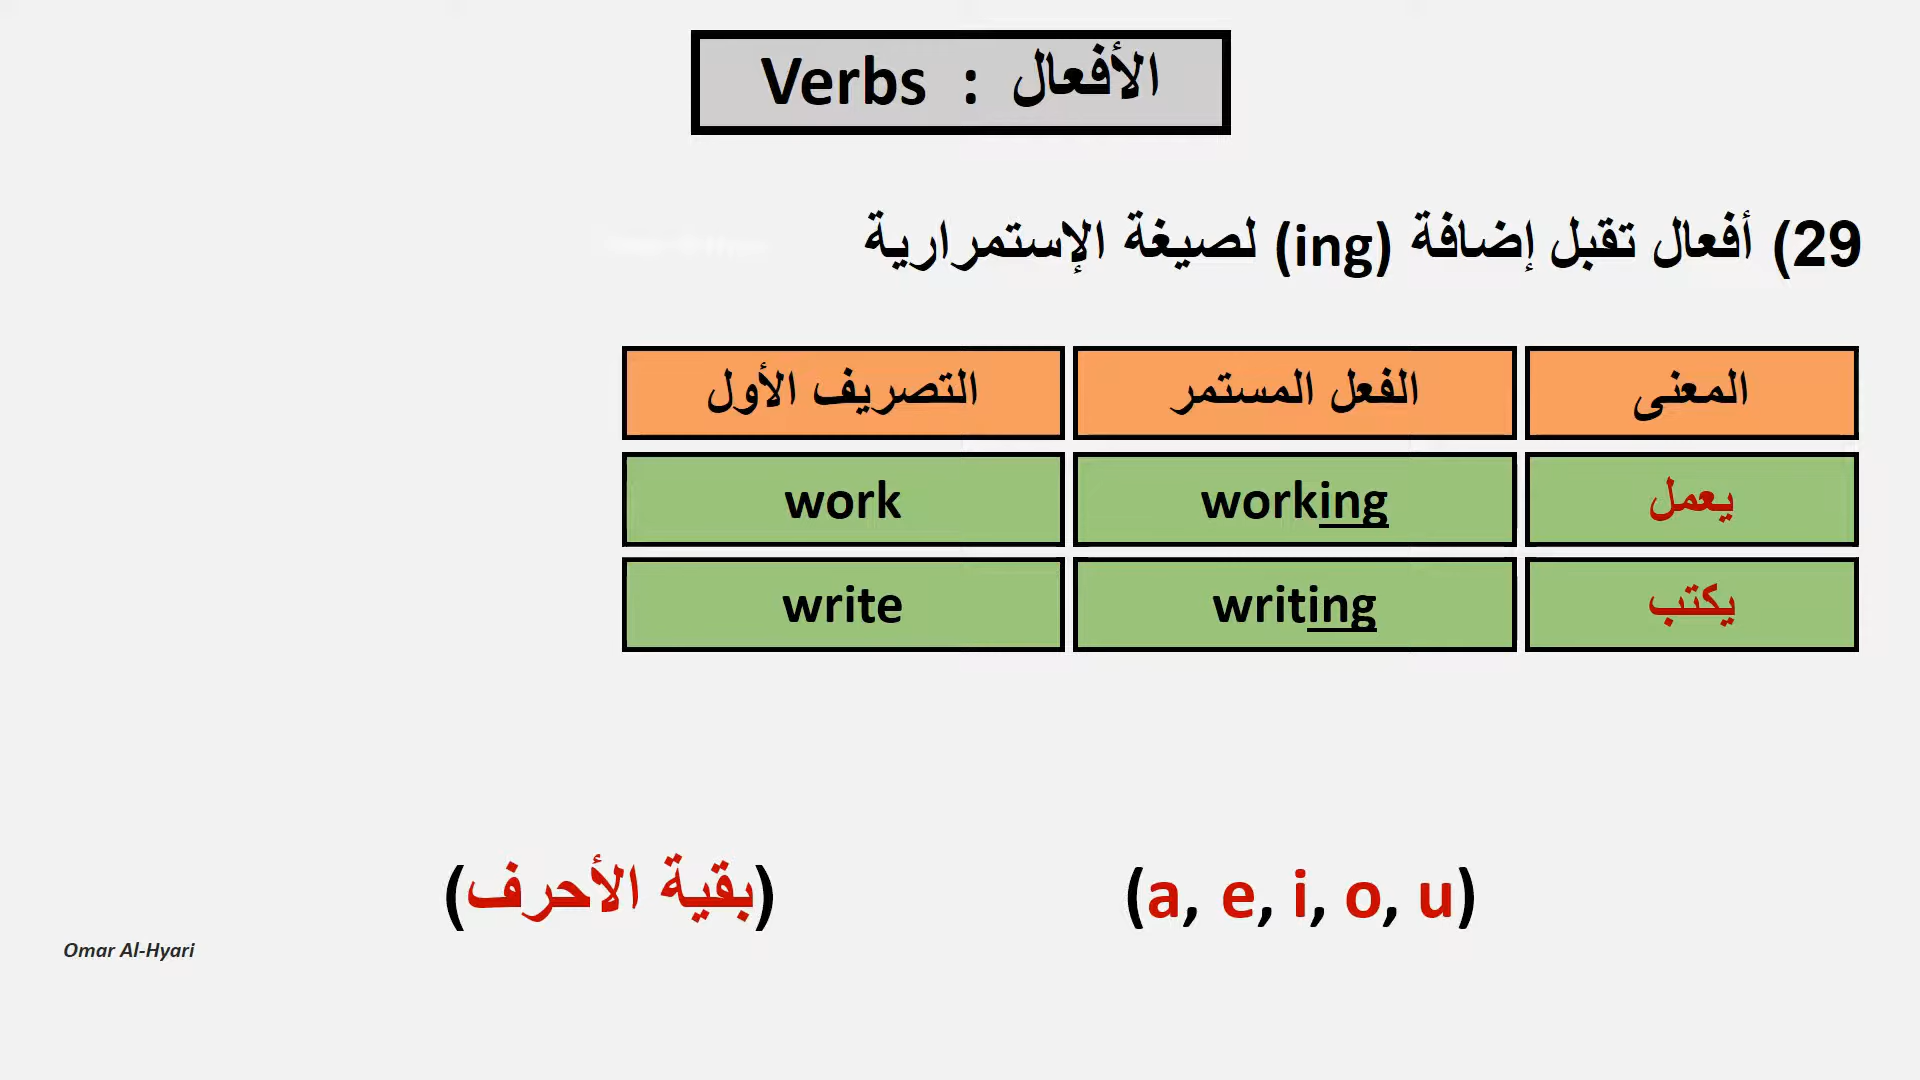 Verbs : الأفعال
29) أفعال تقبل إضافة (ing) لصيغة الإستمرارية
المعنى الفعل المستمر التصريف الأول
يعمل working work
يكتب writing write
(a, e, i, o, u) (بقية الأحرف)
Omar Al-Hyari